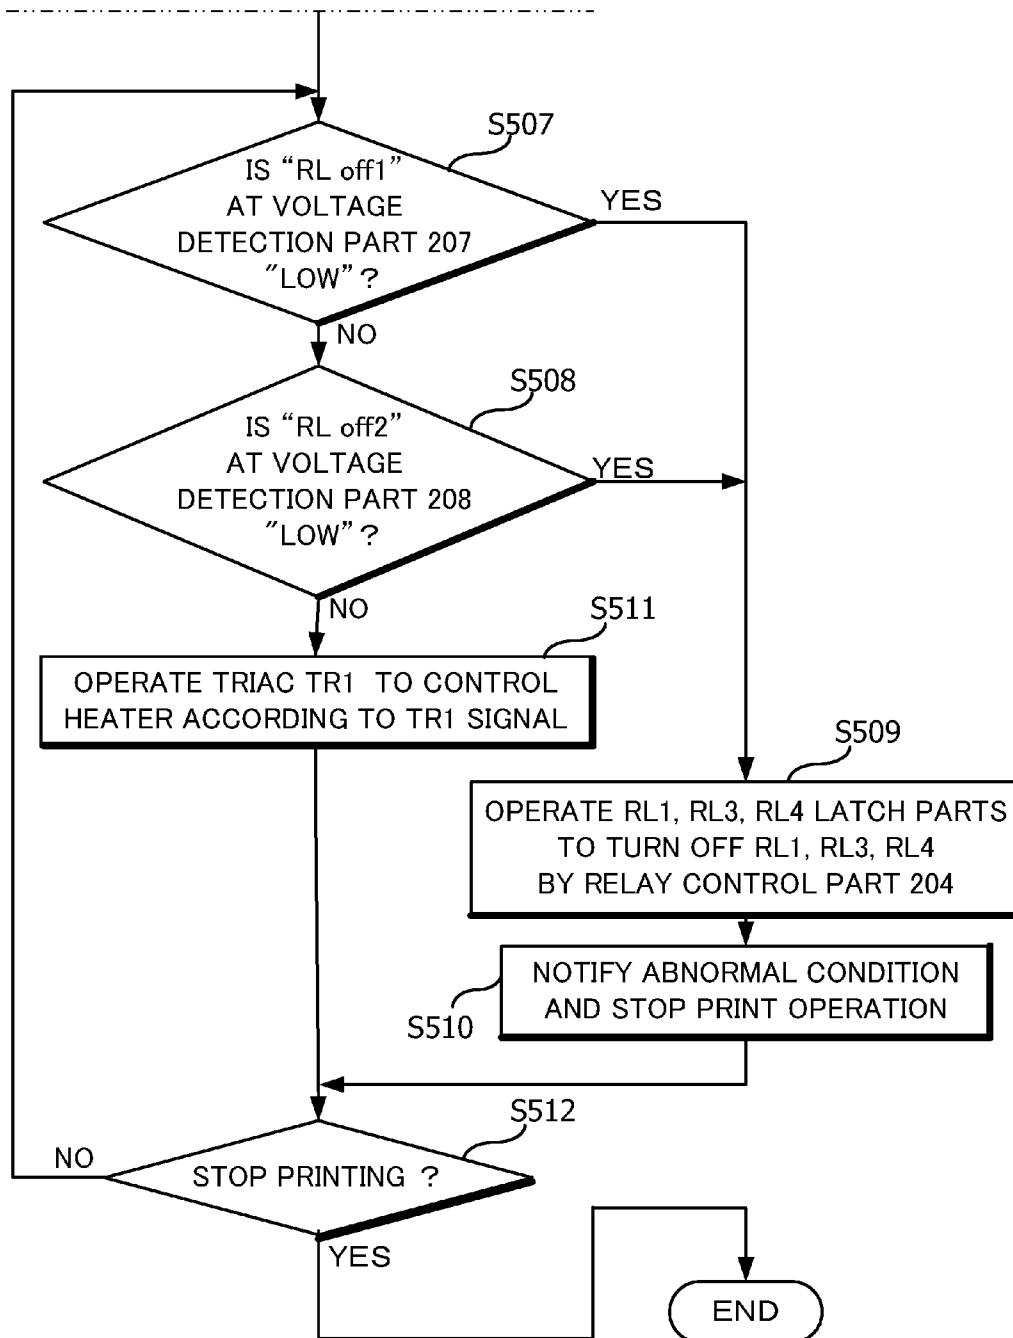 S507
IS “RL off1”
AT VOLTAGE
DETECTION PART 207
"LOW” ?
YES
NO
S508
IS “RL off2”
AT VOLTAGE
DETECTION PART 208
"LOW” ?
YES
NO
S511
OPERATE TRIAC TR1 TO CONTROL
HEATER ACCORDING TO TR1 SIGNAL
S509
OPERATE RL1, RL3, RL4 LATCH PARTS
TO TURN OFF RL1, RL3, RL4
BY RELAY CONTROL PART 204
NOTIFY ABNORMAL CONDITION
AND STOP PRINT OPERATION
S510
S512
NO
STOP PRINTING ?
YES
END